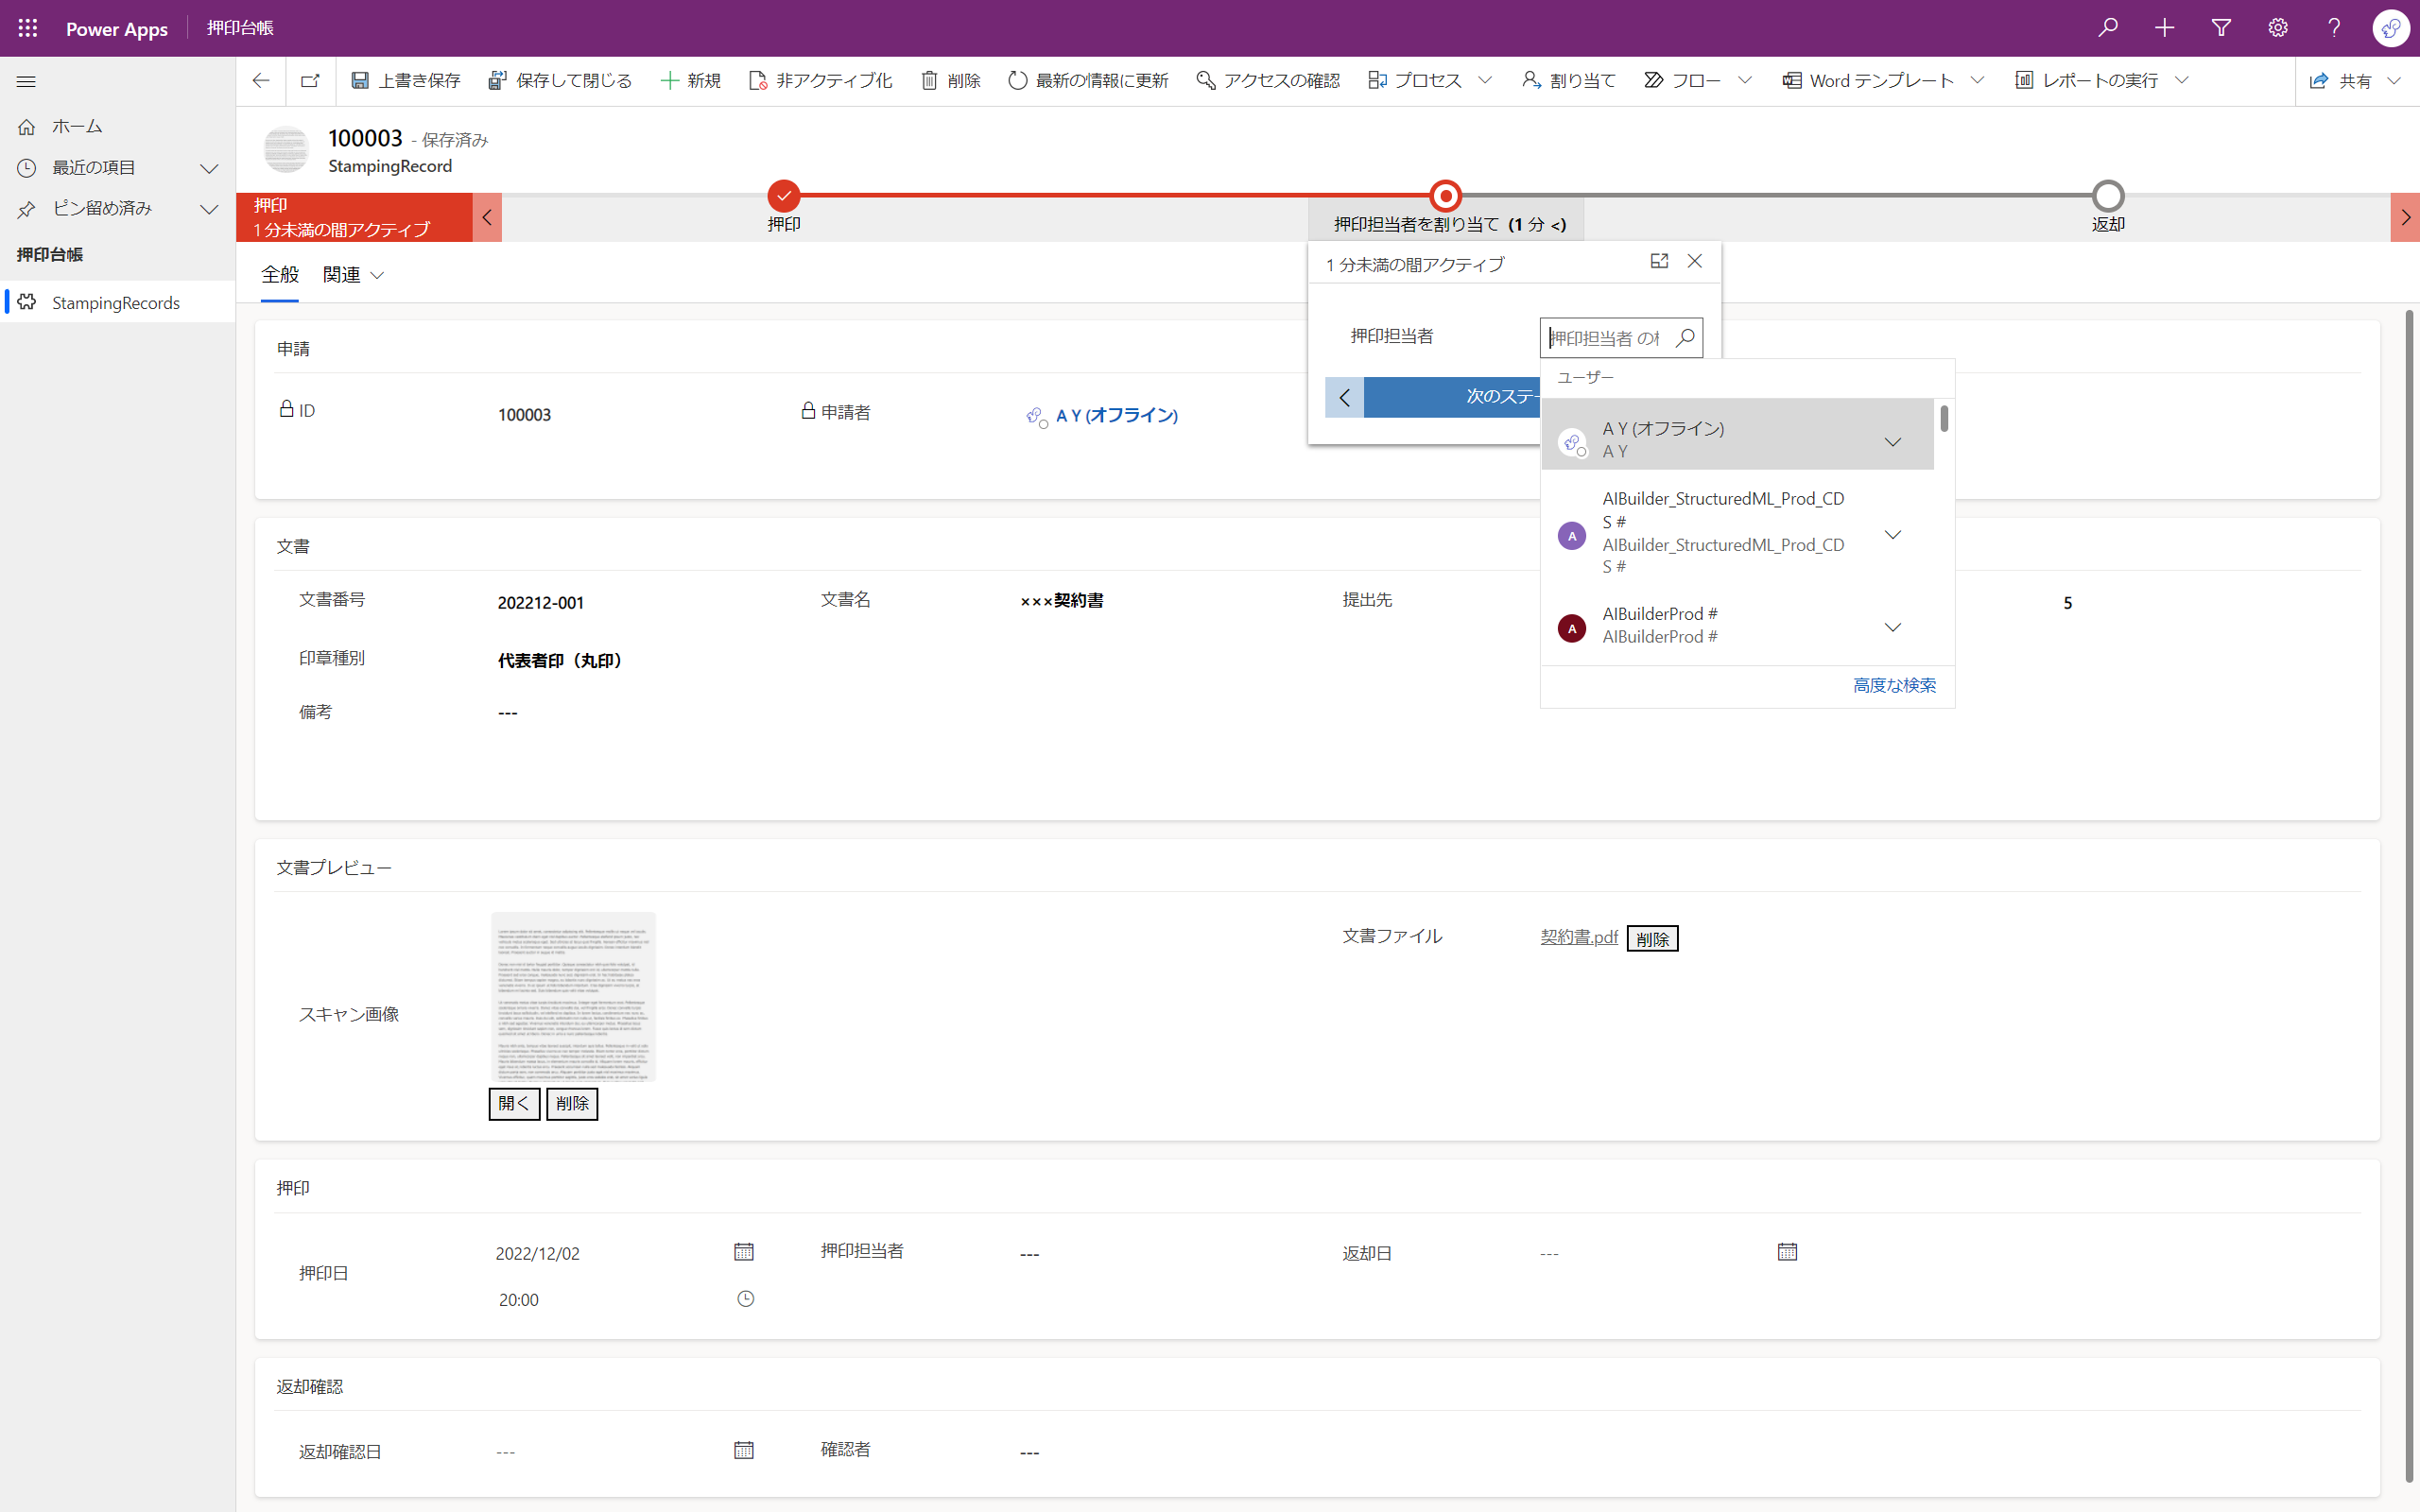 Power Apps 押印台帳
上書き保存 保存して閉じる 新規 非アクティブ化 削除 最新の情報に更新 アクセスの確認 プロセス 割り当て フロー Word テンプレート レポートの実行 共有
ホーム
最近の項目
ピン留め済み
押印台帳
StampingRecords
100003 - 保存済み
StampingRecord
押印
1 分未満の間アクティブ
押印
押印担当者を割り当て (1 分 <)
返却
全般 関連
1 分未満の間アクティブ
押印担当者
押印担当者 の
次のステー
ユーザー
A Y (オフライン)
A Y
AIBuilder_StructuredML_Prod_CD
S #
AIBuilder_StructuredML_Prod_CD
S #
AIBuilderProd #
AIBuilderProd #
高度な検索
申請
ID 100003 申請者 A Y (オフライン)
文書
文書番号 202212-001 文書名 ×××契約書 提出先 5
印章種別 代表者印（丸印）
備考 ---
文書プレビュー
スキャン画像
開く 削除
文書ファイル 契約書.pdf 削除
押印
押印日 2022/12/02 押印担当者 --- 返却日 ---
20:00
返却確認
返却確認日 --- 確認者 ---